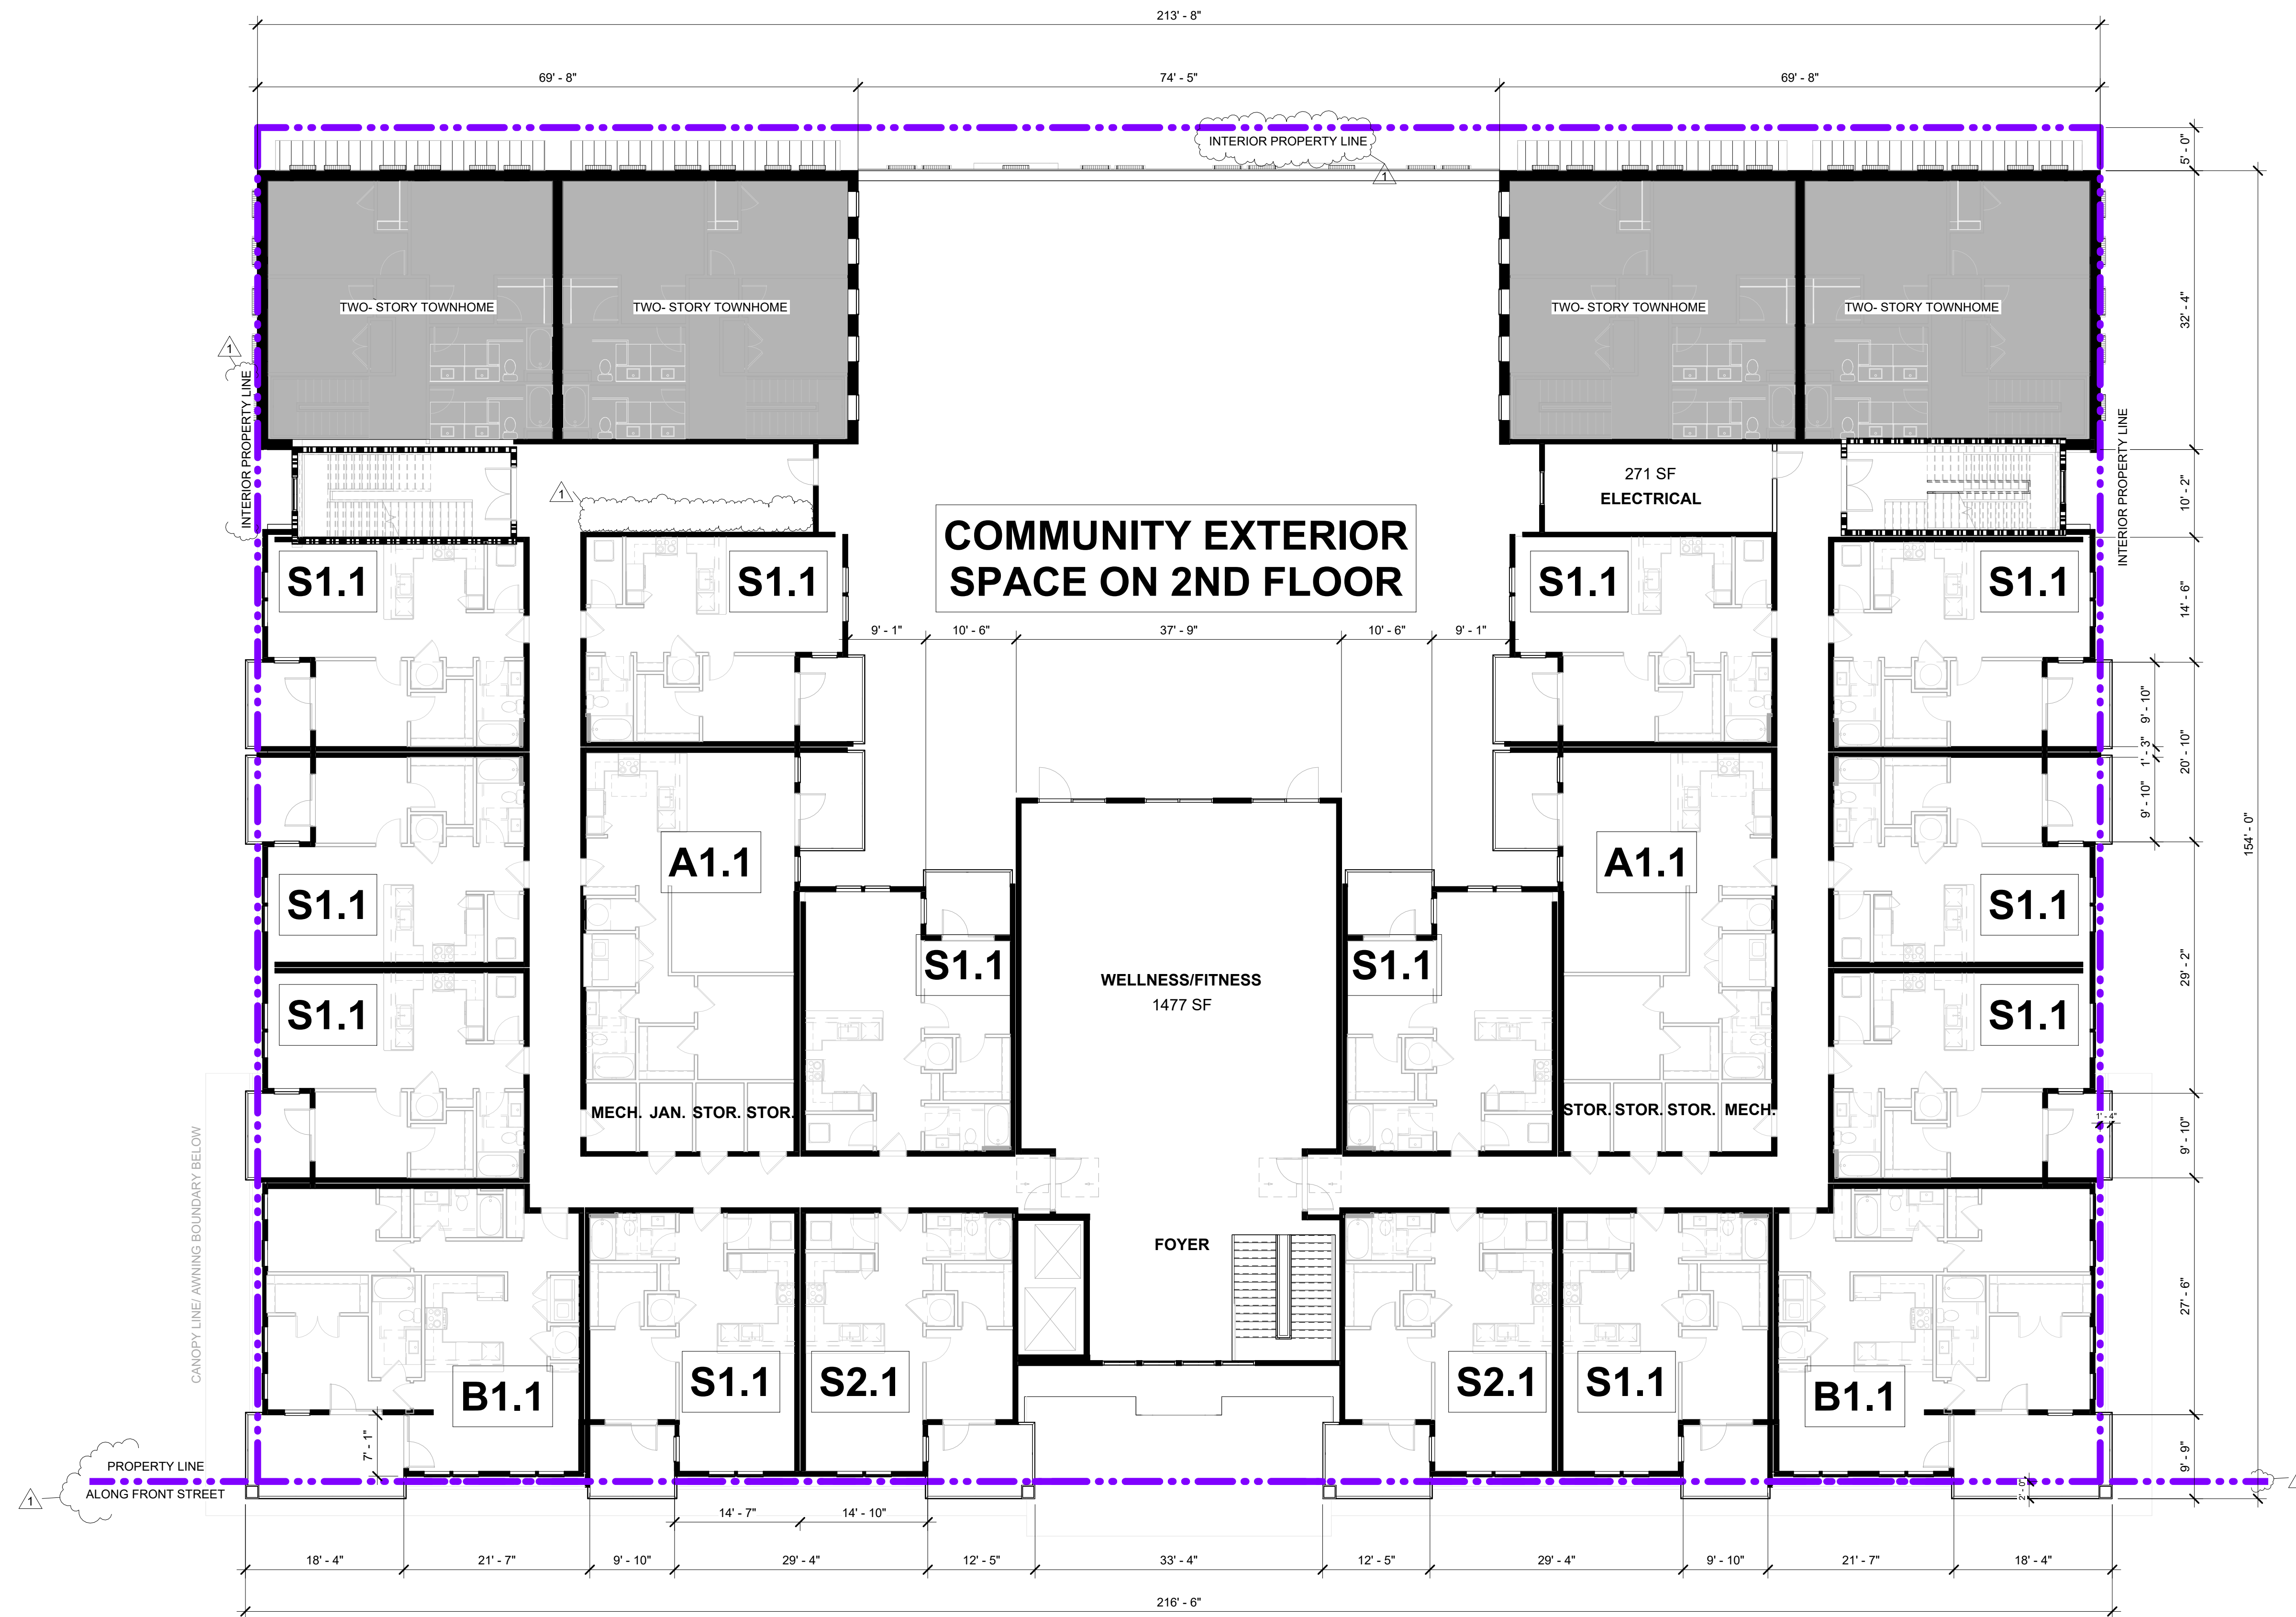 213' - 8"
69' - 8"
74' - 5"
69' - 8"
INTERIOR PROPERTY LINE
1
5' - 0"
TWO- STORY TOWNHOME
TWO- STORY TOWNHOME
TWO- STORY TOWNHOME
TWO- STORY TOWNHOME
32' - 4"
1
INTERIOR PROPERTY LINE
INTERIOR PROPERTY LINE
1
271 SF
ELECTRICAL
10' - 2"
COMMUNITY EXTERIOR
SPACE ON 2ND FLOOR
S1.1
S1.1
S1.1
S1.1
14' - 6"
9' - 1"
10' - 6"
37' - 9"
10' - 6"
9' - 1"
9' - 10"
1' - 3"
20' - 10"
9' - 10"
154' - 0"
A1.1
A1.1
S1.1
S1.1
S1.1
S1.1
WELLNESS/FITNESS
1477 SF
29' - 2"
S1.1
S1.1
MECH.
JAN.
STOR.
STOR.
STOR.
STOR.
STOR.
MECH.
1' - 4"
9' - 10"
CANOPY LINE/ AWNING BOUNDARY BELOW
FOYER
27' - 6"
B1.1
S1.1
S2.1
S2.1
S1.1
B1.1
7' - 1"
9' - 9"
2' - 0"
PROPERTY LINE
ALONG FRONT STREET
1
14' - 7"
14' - 10"
18' - 4"
21' - 7"
9' - 10"
29' - 4"
12' - 5"
33' - 4"
12' - 5"
29' - 4"
9' - 10"
21' - 7"
18' - 4"
216' - 6"